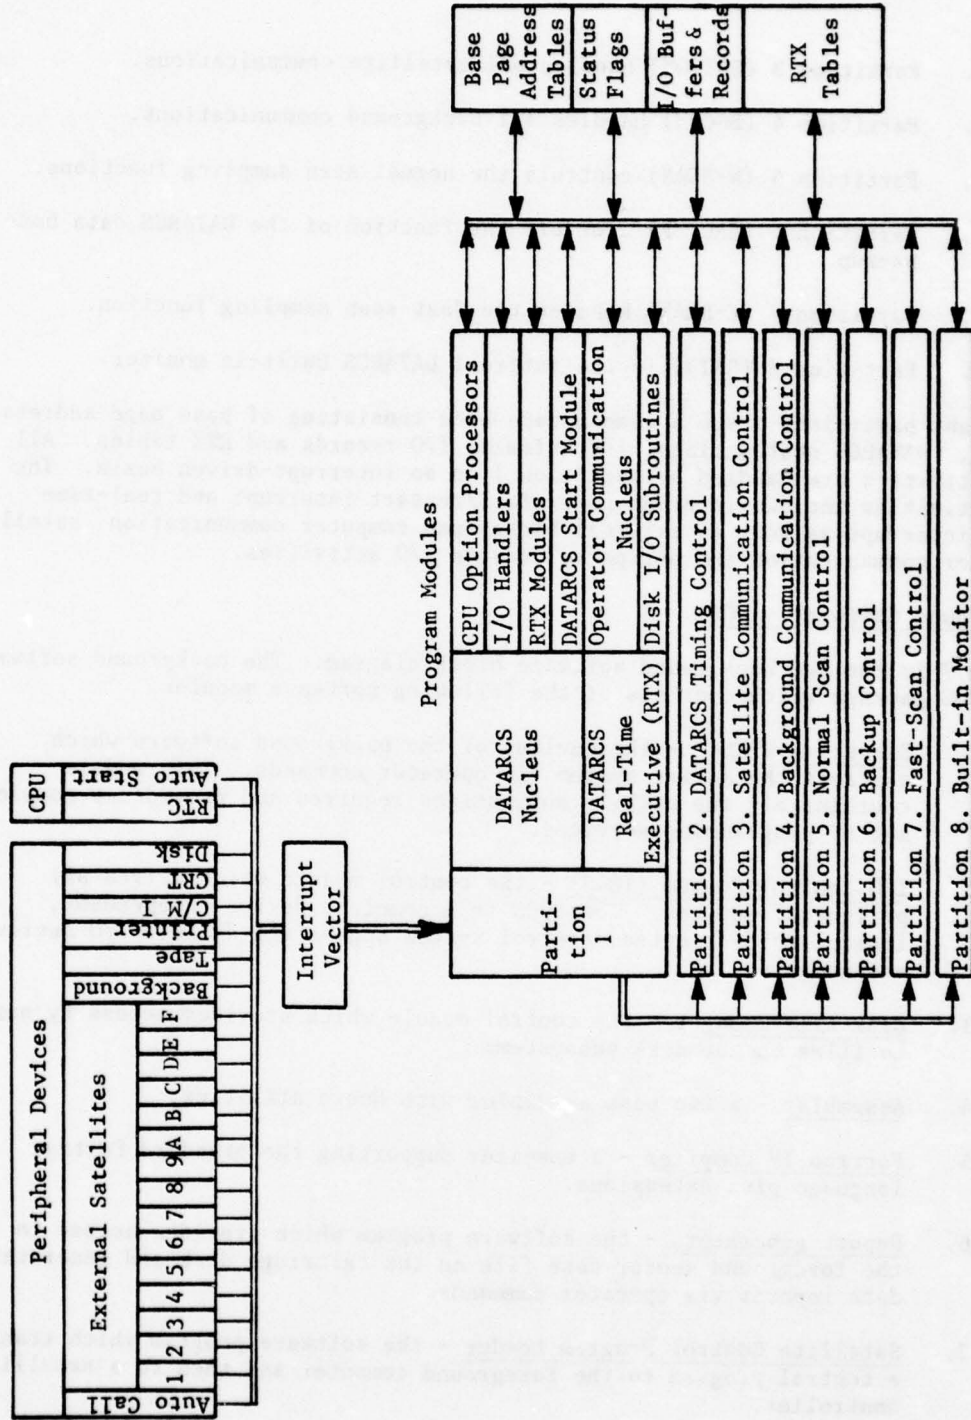 Peripheral Devices
External Satellites
Auto Call
1 2 3 4 5 6 7 8 9 A B C D E F
Background
Tape
Printer
C/M I
CRT
Disk
CPU
RTC
Auto Start
Interrupt
Vector
Program Modules
Parti-
tion
DATARCS
Nucleus
CPU Option Processors
I/O Handlers
RTX Modules
DATARCS Start Module
DATARCS
Real-Time
Executive (RTX)
Operator Communication
Nucleus
Disk I/O Subroutines
Partition 2. DATARCS Timing Control
Partition 3. Satellite Communication Control
Partition 4. Background Communication Control
Partition 5. Normal Scan Control
Partition 6. Backup Control
Partition 7. Fast-Scan Control
Partition 8. Built-in Monitor
Base
Page
Address
Tables
Status
Flags
I/O Buf-
fers &
Records
RTX
Tables